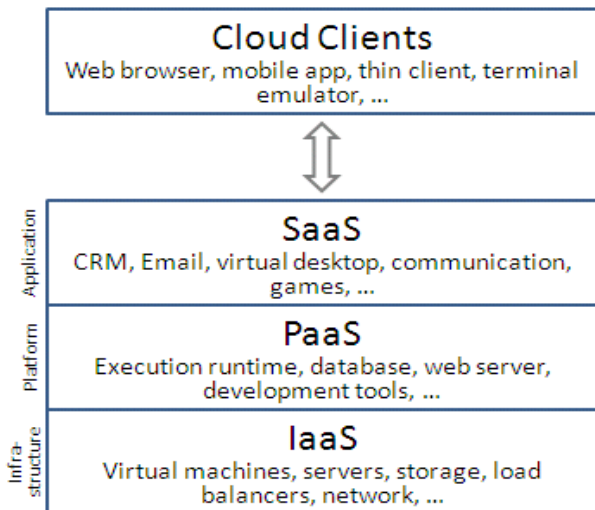 Cloud Clients
Web browser, mobile app, thin client, terminal
emulator, ...
Application
SaaS
CRM, Email, virtual desktop, communication,
games, ...
Platform
PaaS
Execution runtime, database, web server,
development tools, ...
Infra-
structure
IaaS
Virtual machines, servers, storage, load
balancers, network, ...